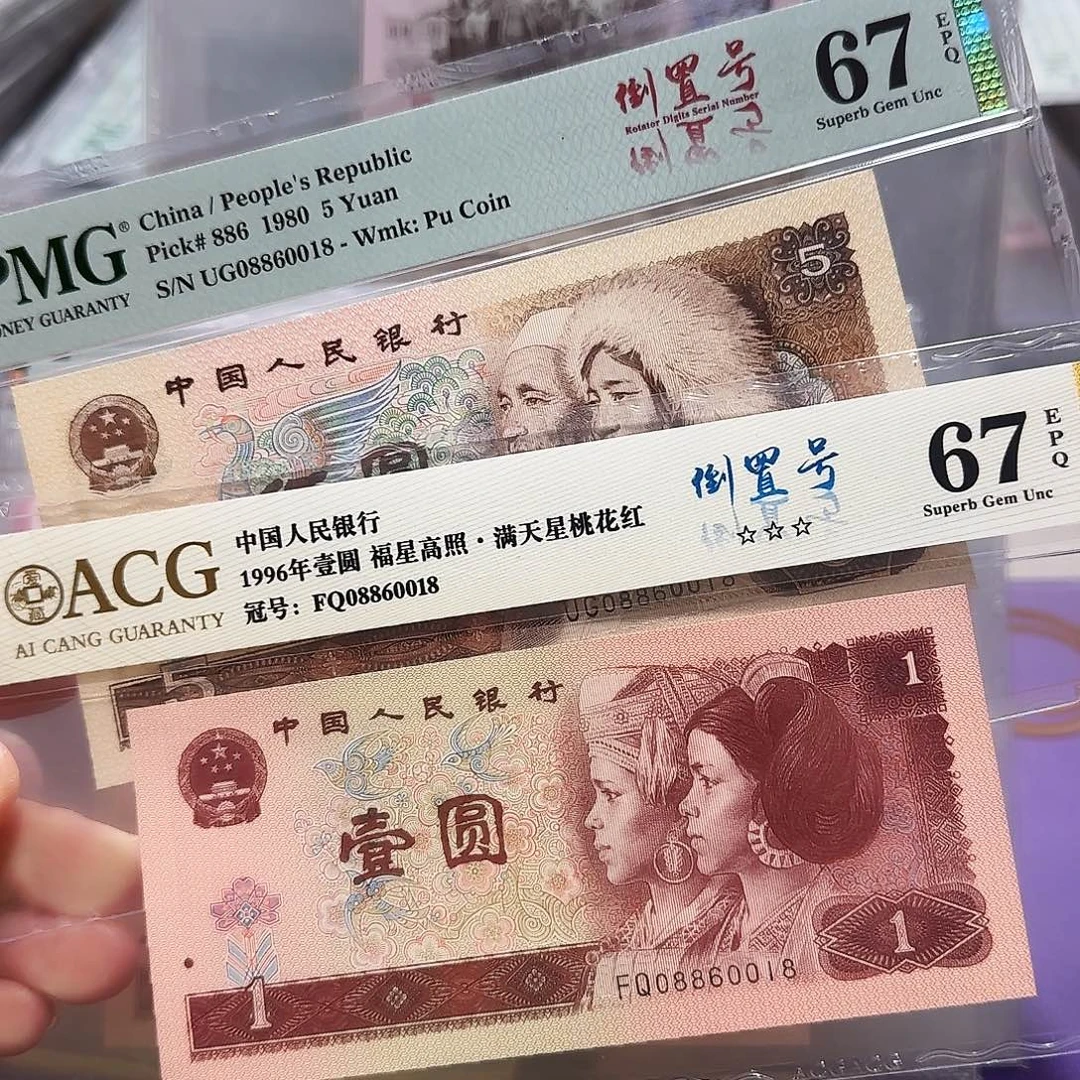 PMG®
MONEY GUARANTY
China / People's Republic
Pick# 886 1980 5 Yuan
S/N UG08860018 - Wmk: Pu Coin
倒置号
Rotator Digits Serial Number
67
EPQ
Superb Gem Unc
中国人民银行
5
圆
ACG
AI CANG GUARANTY
中国人民银行
1996年壹圆 福星高照·满天星桃花红
冠号：FQ08860018
倒置号
☆☆☆
67
EPQ
Superb Gem Unc
UG08860018
中国人民银行
1
壹圆
1
1
FQ08860018
ACG